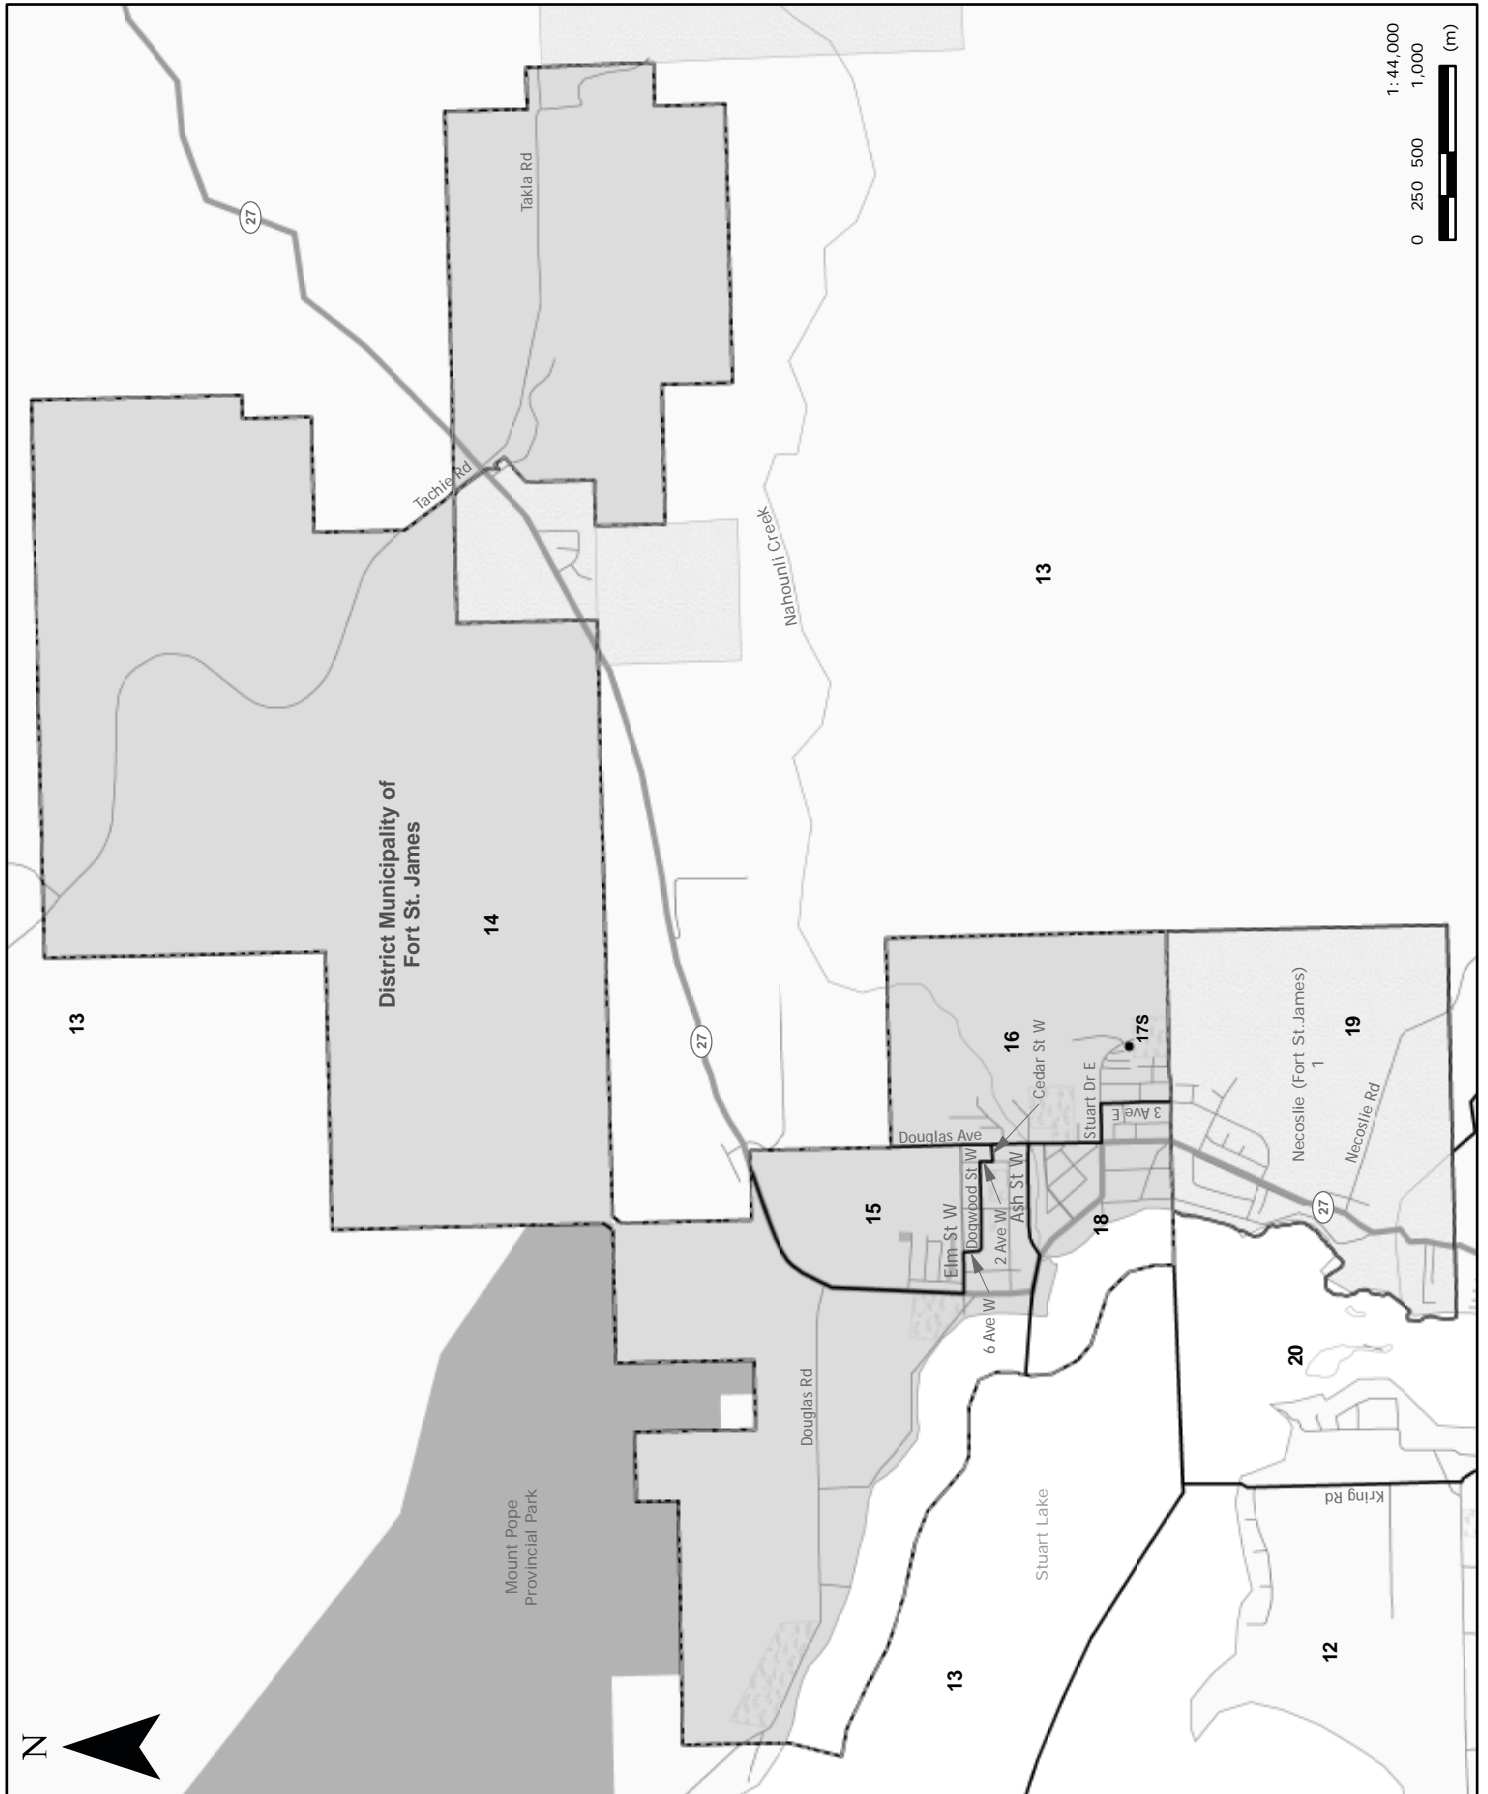 N
1:44,000
0 250 500 1,000
(m)
27
Takla Rd
Tachie Rd
Nahounli Creek
13
13
District Municipality of
Fort St. James
14
27
Mount Pope
Provincial Park
Douglas Rd
Douglas Ave
15
16
Cedar St W
Elm St W
Dogwood St W
2 Ave W
Ash St W
6 Ave W
Stuart Dr E
3 Ave E
17S
18
Stuart Lake
13
Necoslie (Fort St.James)
1
19
Necoslie Rd
27
20
Kring Rd
12